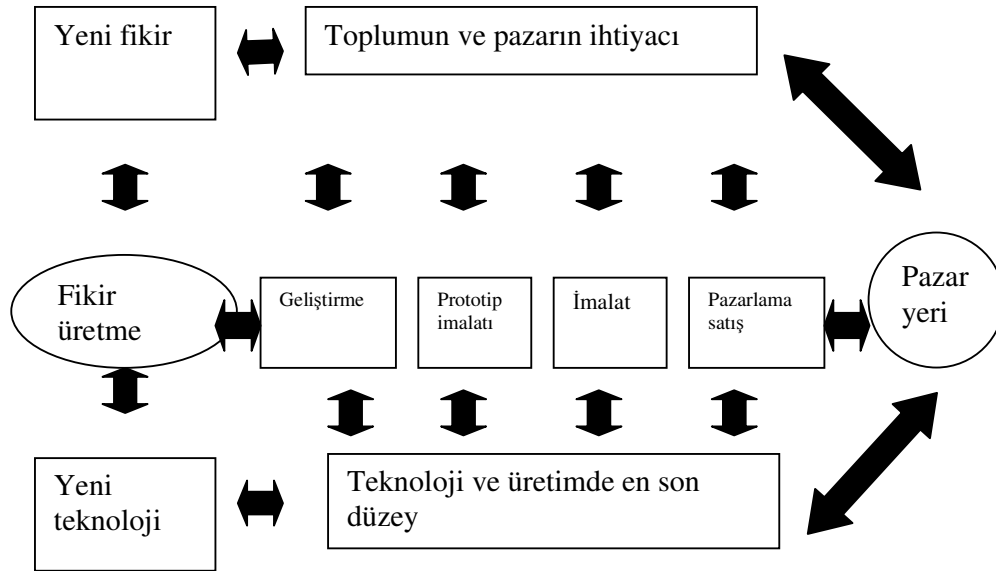 Yeni fikir
Toplumun ve pazarın ihtiyacı
Fikir
üretme
Geliştirme
Prototip
imalatı
İmalat
Pazarlama
satış
Pazar
yeri
Yeni
teknoloji
Teknoloji ve üretimde en son
düzey